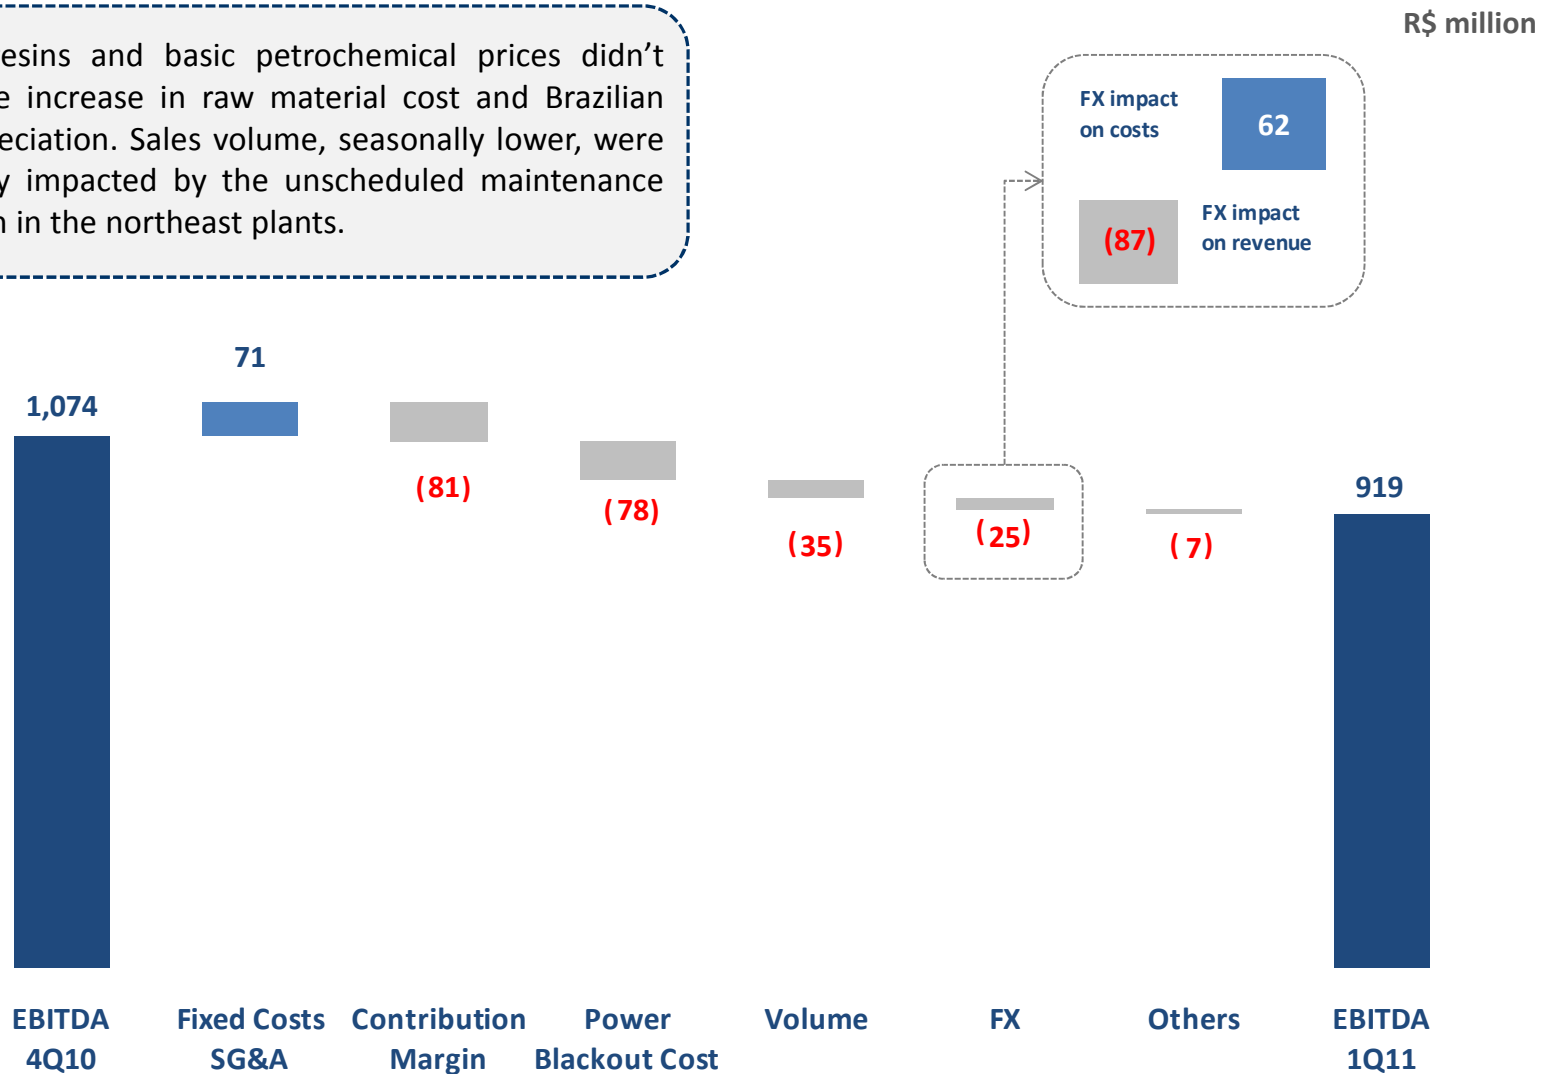 R$ million
esins and basic petrochemical prices didn’t
e increase in raw material cost and Brazilian
eciation. Sales volume, seasonally lower, were
y impacted by the unscheduled maintenance
n in the northeast plants.
FX impact
on costs
62
(87)
FX impact
on revenue
1,074
71
(81)
(78)
(35)
(25)
(7)
919
EBITDA
4Q10
Fixed Costs
SG&A
Contribution
Margin
Power
Blackout Cost
Volume
FX
Others
EBITDA
1Q11